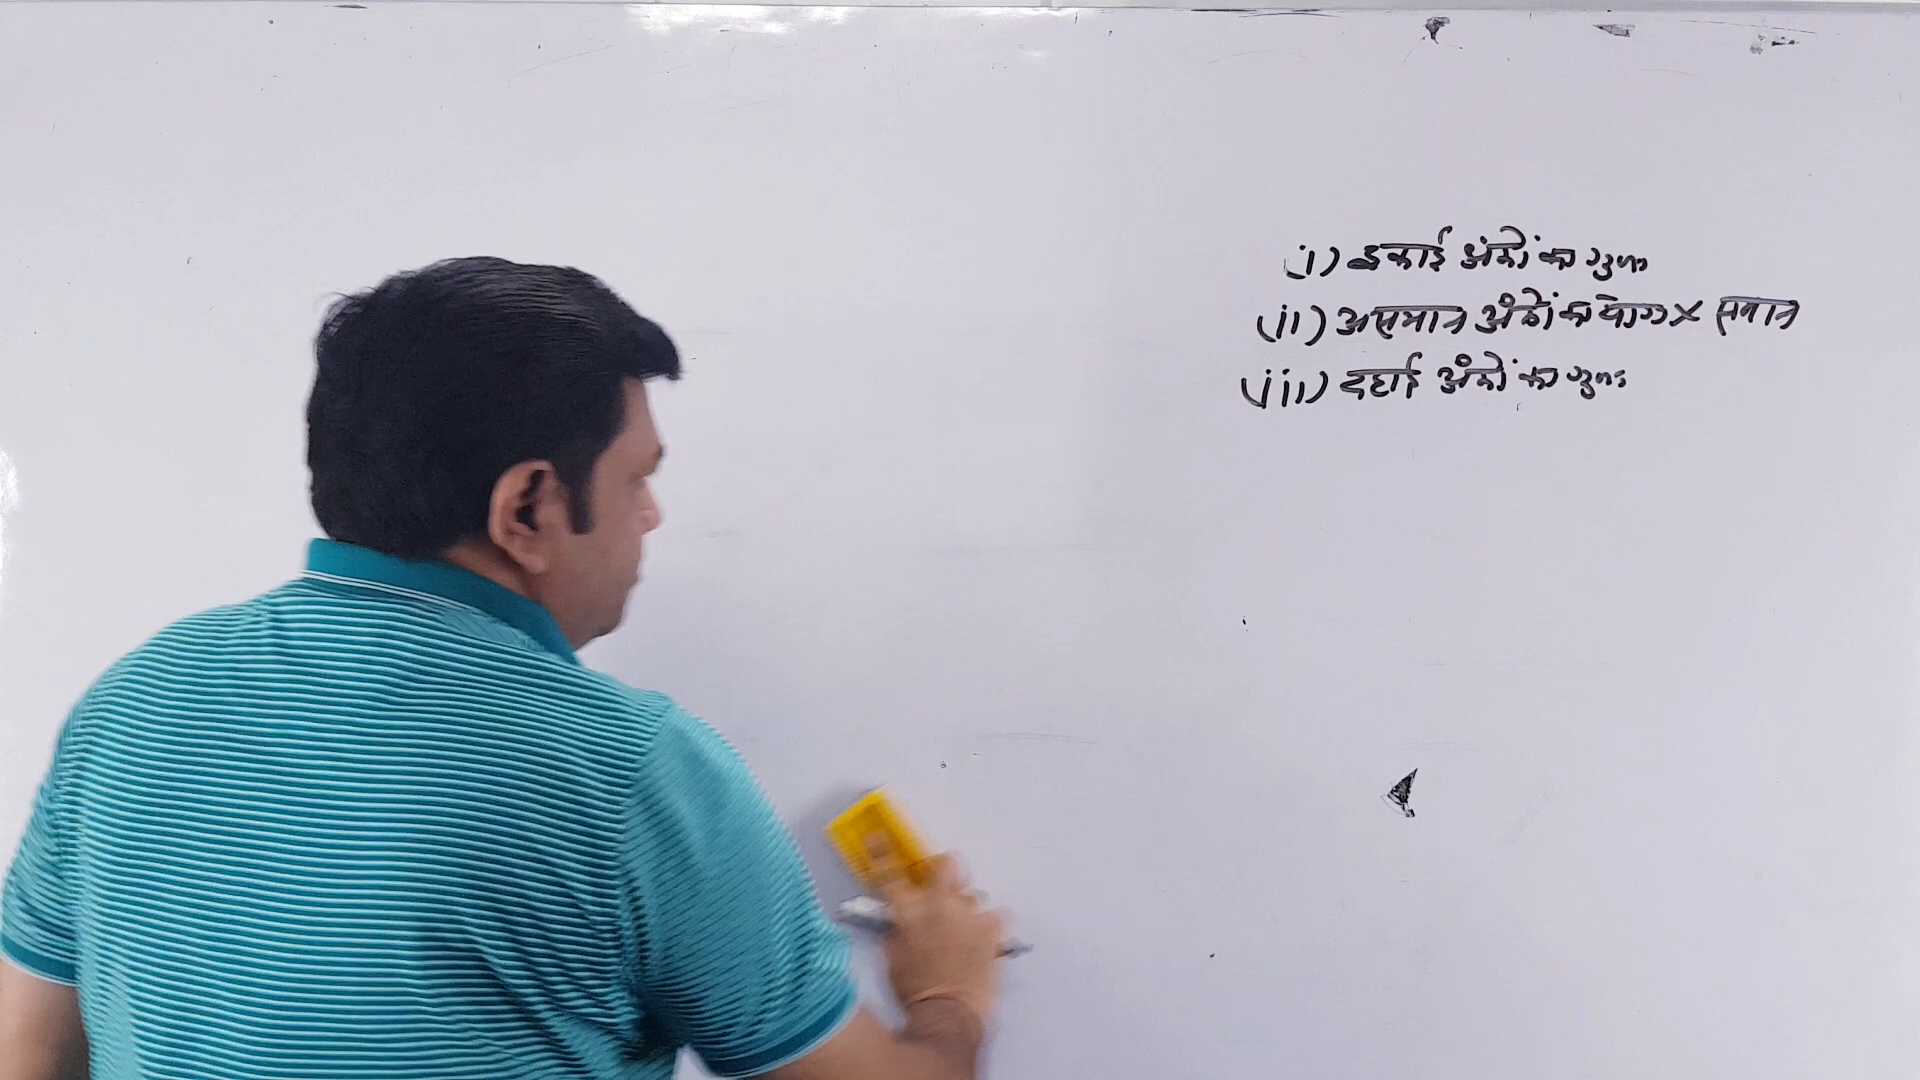 (i) इकाई अंकों का गुणा
(ii) असमान अंकों का योग × समान
(iii) दहाई अंकों का गुणा